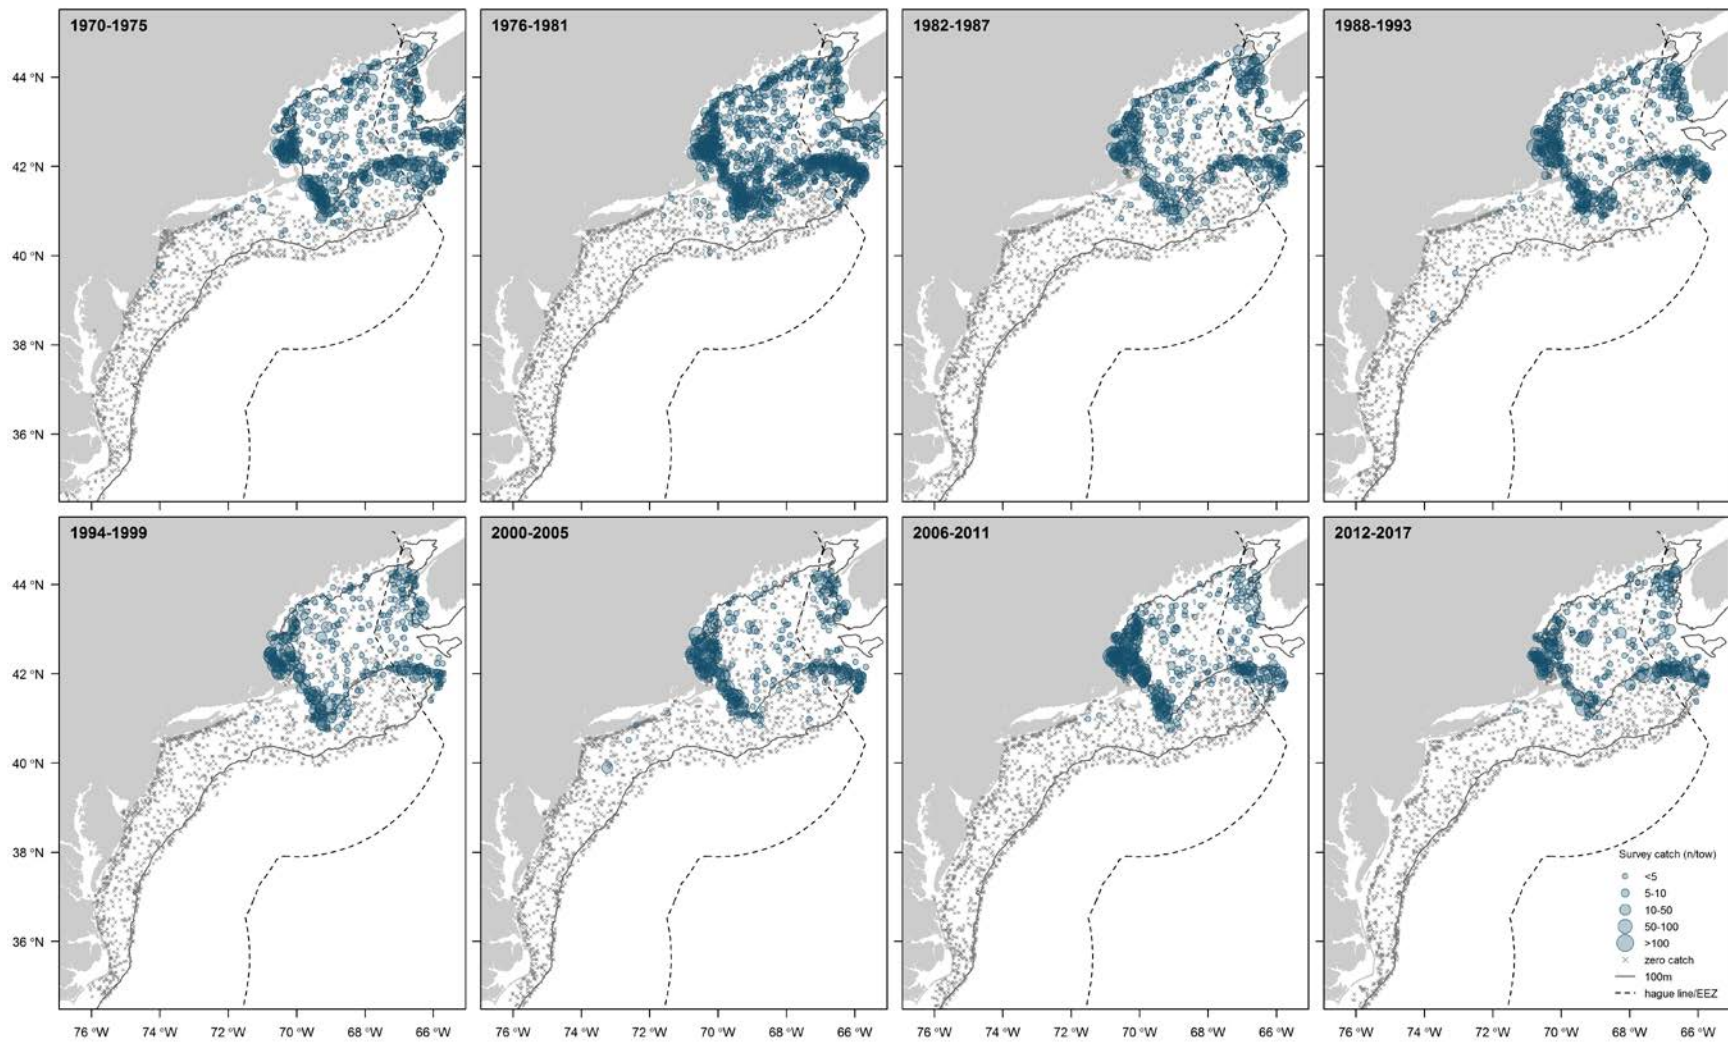 1970-1975
1976-1981
1982-1987
1988-1993
44 °N
42 °N
40 °N
38 °N
36 °N
1994-1999
2000-2005
2006-2011
2012-2017
44 °N
42 °N
40 °N
38 °N
36 °N
Survey catch (n/tow)
<5
5-10
10-50
50-100
>100
zero catch
100m
hague line/EEZ
76 °W 74 °W 72 °W 70 °W 68 °W 66 °W 76 °W 74 °W 72 °W 70 °W 68 °W 66 °W 76 °W 74 °W 72 °W 70 °W 68 °W 66 °W 76 °W 74 °W 72 °W 70 °W 68 °W 66 °W